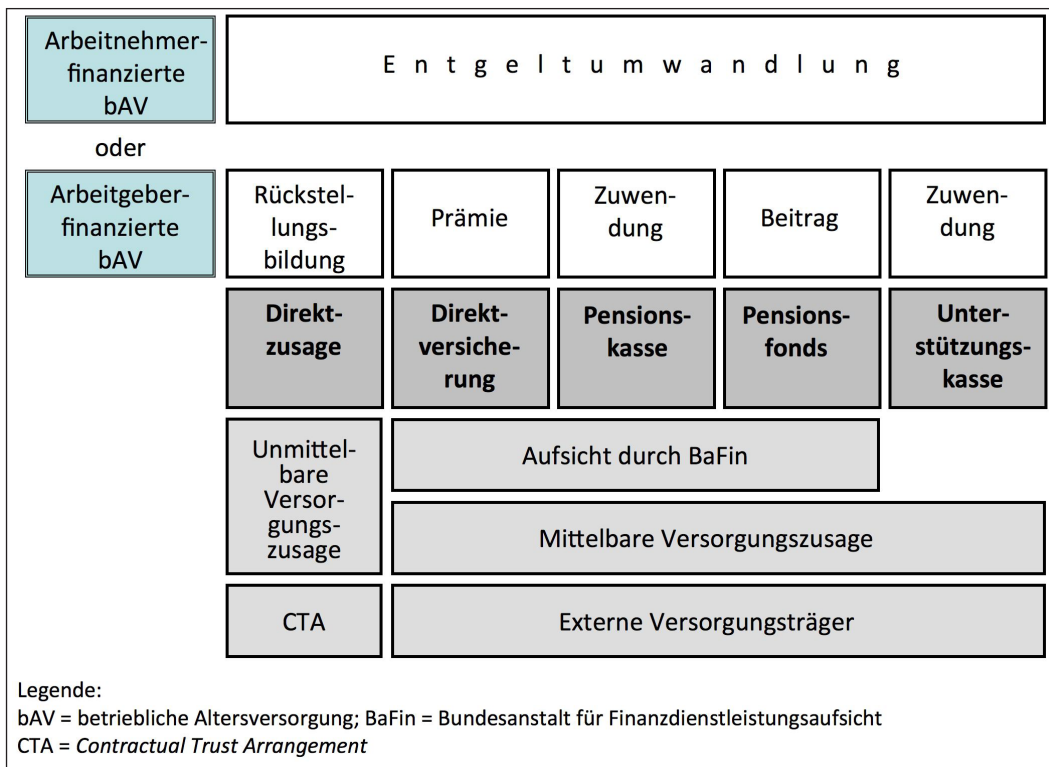 Arbeitnehmer-
finanzierte
bAV
Entgeltumwandlung
oder
Arbeitgeber-
finanzierte
bAV
Rückstel-
lungs-
bildung
Prämie
Zuwen-
dung
Beitrag
Zuwen-
dung
Direkt-
zusage
Direkt-
versiche-
rung
Pensions-
kasse
Pensions-
fonds
Unter-
stützungs-
kasse
Unmittel-
bare
Versor-
gungs-
zusage
Aufsicht durch BaFin
Mittelbare Versorgungszusage
CTA
Externe Versorgungsträger
Legende:
bAV = betriebliche Altersversorgung; BaFin = Bundesanstalt für Finanzdienstleistungsaufsicht
CTA = Contractual Trust Arrangement